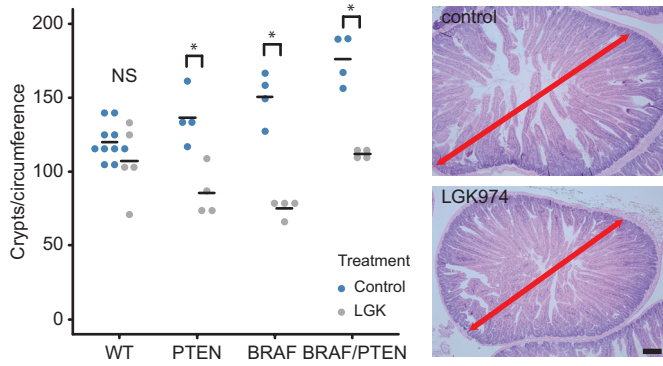 Crypts/circumference
200
150
100
50
0
NS
*
*
*
Treatment
Control
LGK
WT PTEN BRAF BRAF/PTEN
control
LGK974